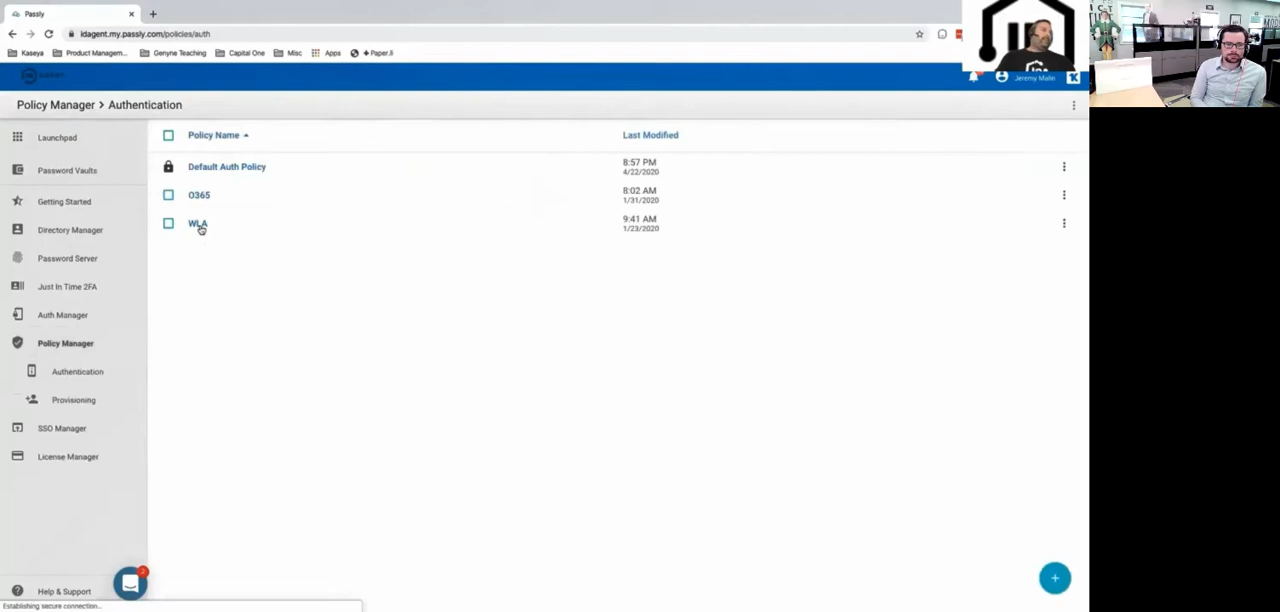 Passly
idagent.my.passly.com/policies/auth
Kaseya
Product Managem...
Genyne Teaching
Capital One
Misc
Apps
Paper.li
Jeremy Malin
Policy Manager > Authentication
Launchpad
Password Vaults
Getting Started
Directory Manager
Password Server
Just In Time 2FA
Auth Manager
Policy Manager
Authentication
Provisioning
SSO Manager
License Manager
Help & Support
2
Establishing secure connection...
Policy Name
Last Modified
Default Auth Policy
8:57 PM
4/22/2020
O365
8:02 AM
1/31/2020
WLA
9:41 AM
1/23/2020